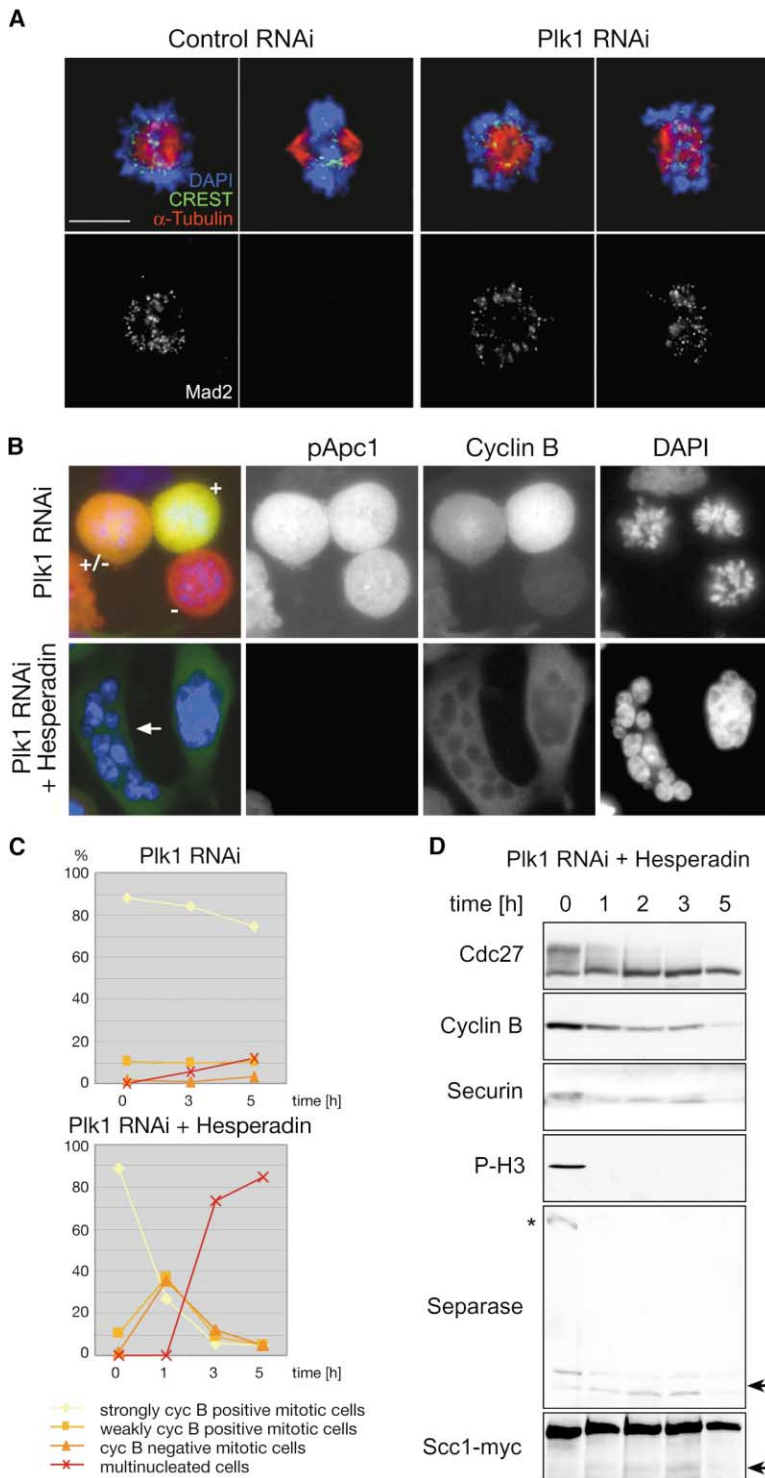 A
Control RNAi
Plk1 RNAi
DAPI
CREST
α-Tubulin
Mad2
B
pApc1
Cyclin B
DAPI
Plk1 RNAi
+
+/-
-
Plk1 RNAi
+ Hesperadin
C
%
Plk1 RNAi
100
80
60
40
20
0
0 3 5 time [h]
Plk1 RNAi + Hesperadin
100
80
60
40
20
0
0 1 3 5 time [h]
strongly cyc B positive mitotic cells
weakly cyc B positive mitotic cells
cyc B negative mitotic cells
multinucleated cells
D
Plk1 RNAi + Hesperadin
time [h] 0 1 2 3 5
Cdc27
Cyclin B
Securin
P-H3
*
Separase
Scc1-myc